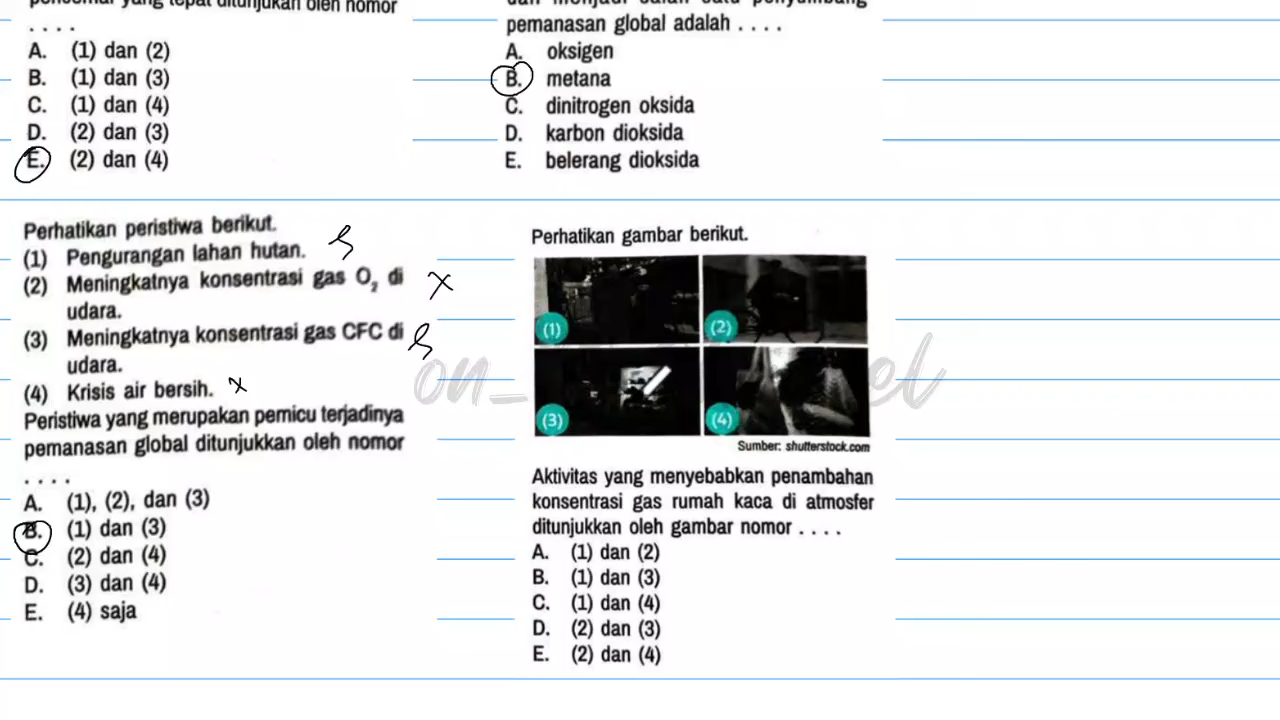 yang tepat ditunjukan oleh nomor
. . . .
A. (1) dan (2)
B. (1) dan (3)
C. (1) dan (4)
D. (2) dan (3)
E. (2) dan (4)
pemanasan global adalah . . . .
A. oksigen
B. metana
C. dinitrogen oksida
D. karbon dioksida
E. belerang dioksida
Perhatikan peristiwa berikut.
(1) Pengurangan lahan hutan.
(2) Meningkatnya konsentrasi gas O₂ di
udara.
(3) Meningkatnya konsentrasi gas CFC di
udara.
(4) Krisis air bersih. x
Peristiwa yang merupakan pemicu terjadinya
pemanasan global ditunjukkan oleh nomor
. . . .
A. (1), (2), dan (3)
B. (1) dan (3)
C. (2) dan (4)
D. (3) dan (4)
E. (4) saja
Perhatikan gambar berikut.
(1)
(2)
(3)
(4)
Sumber: shutterstock.com
Aktivitas yang menyebabkan penambahan
konsentrasi gas rumah kaca di atmosfer
ditunjukkan oleh gambar nomor . . . .
A. (1) dan (2)
B. (1) dan (3)
C. (1) dan (4)
D. (2) dan (3)
E. (2) dan (4)